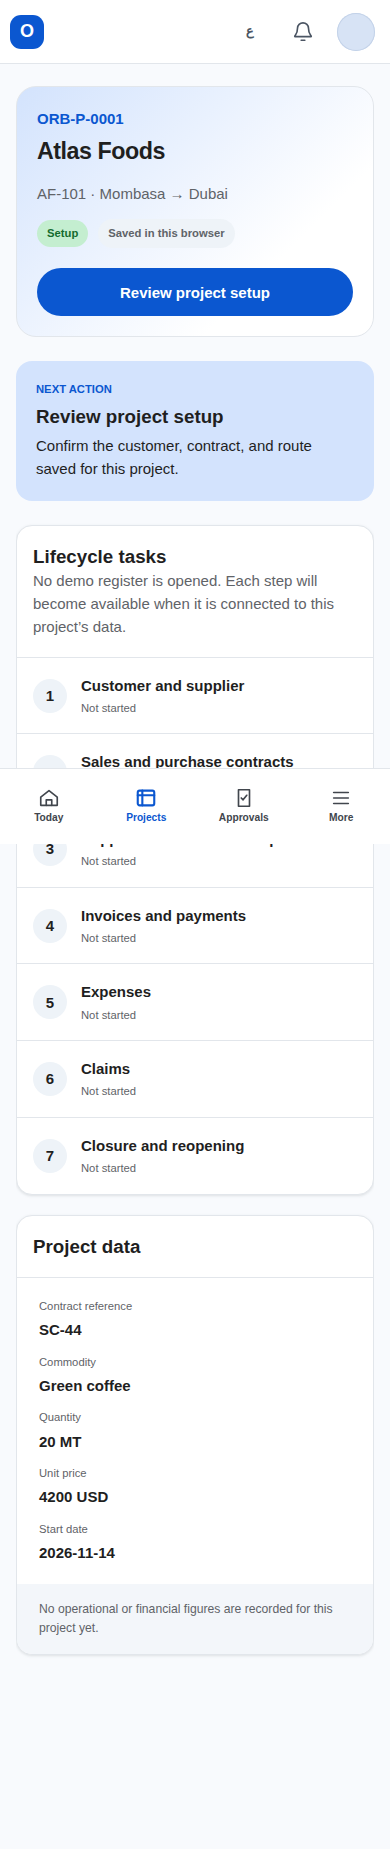 O
ع
ORB-P-0001
Atlas Foods
AF-101 · Mombasa → Dubai
Setup
Saved in this browser
Review project setup
NEXT ACTION
Review project setup
Confirm the customer, contract, and route
saved for this project.
Lifecycle tasks
No demo register is opened. Each step will
become available when it is connected to this
project's data.
1
Customer and supplier
Not started
Sales and purchase contracts
Today
Projects
Approvals
More
3
Not started
4
Invoices and payments
Not started
5
Expenses
Not started
6
Claims
Not started
7
Closure and reopening
Not started
Project data
Contract reference
SC-44
Commodity
Green coffee
Quantity
20 MT
Unit price
4200 USD
Start date
2026-11-14
No operational or financial figures are recorded for this
project yet.